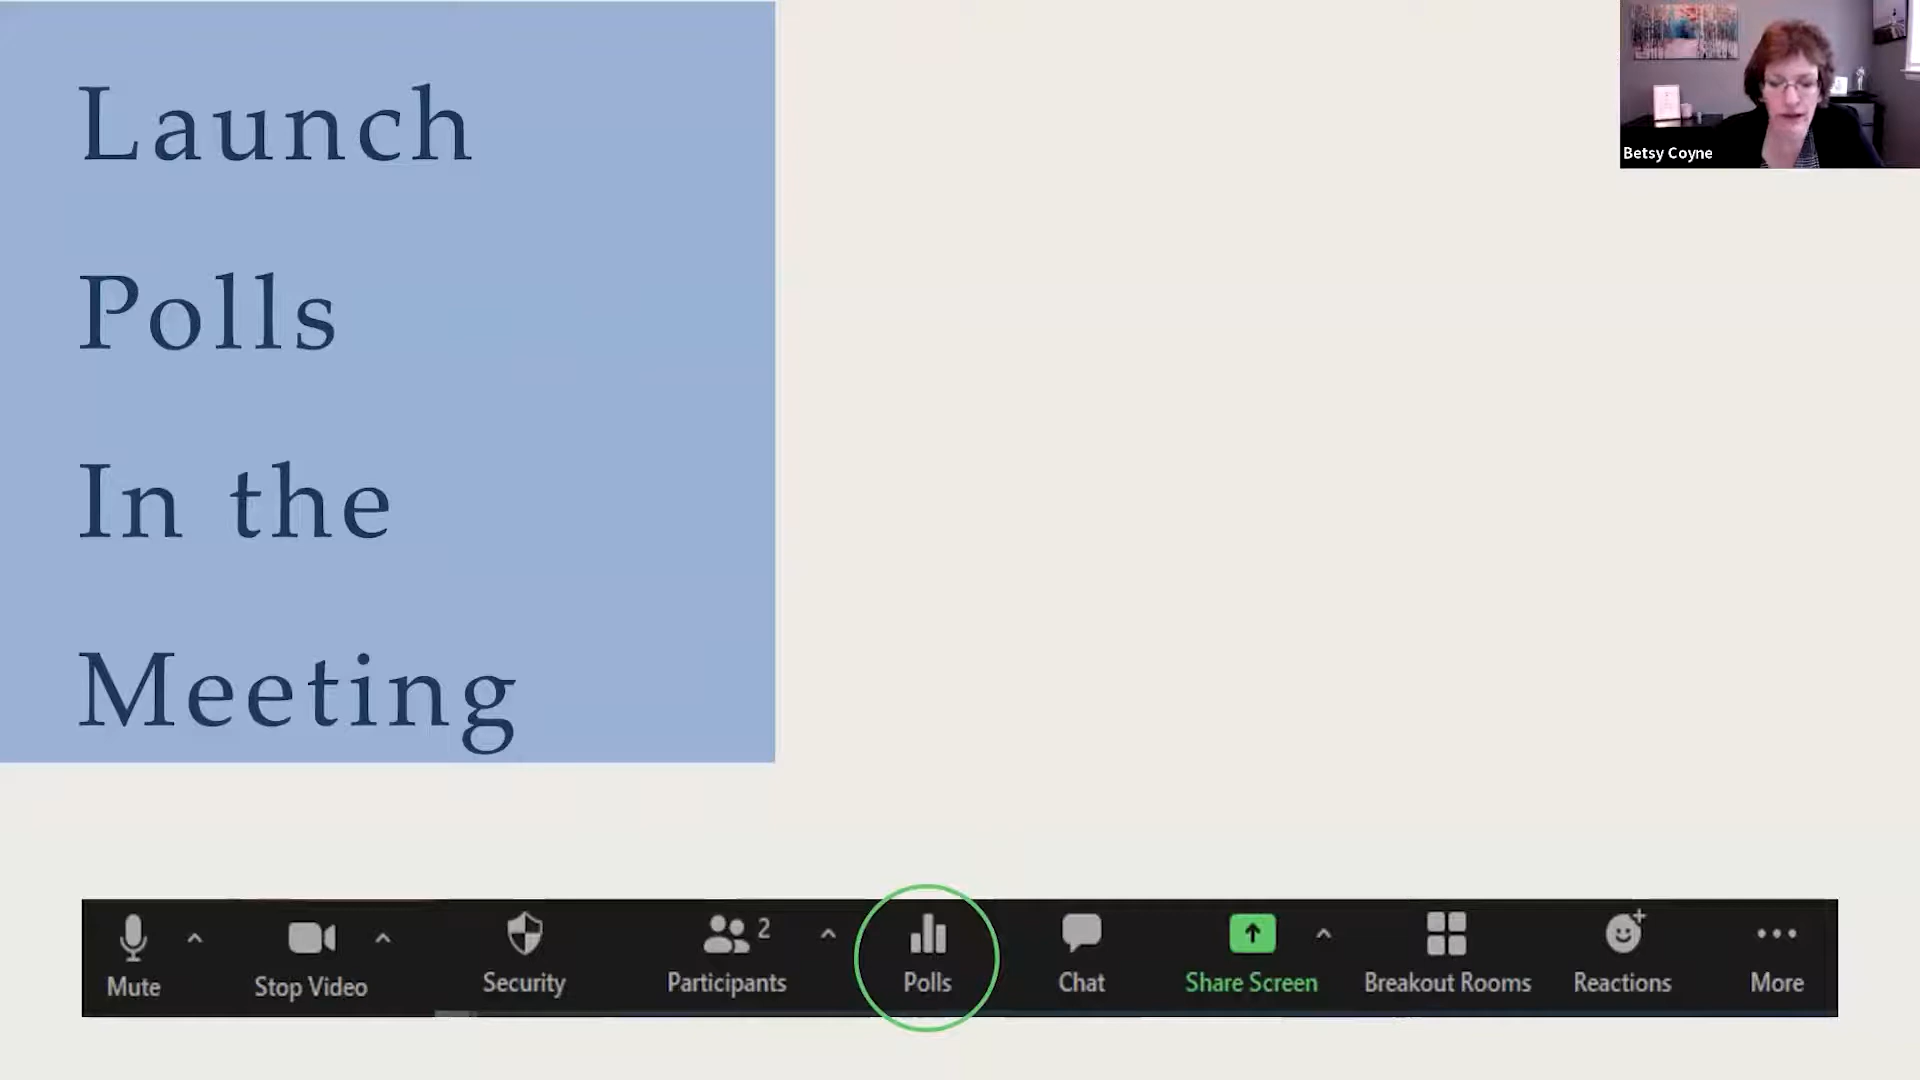 Launch
Polls
In the
Meeting
Betsy Coyne
Mute
Stop Video
Security
Participants
2
Polls
Chat
Share Screen
Breakout Rooms
Reactions
More